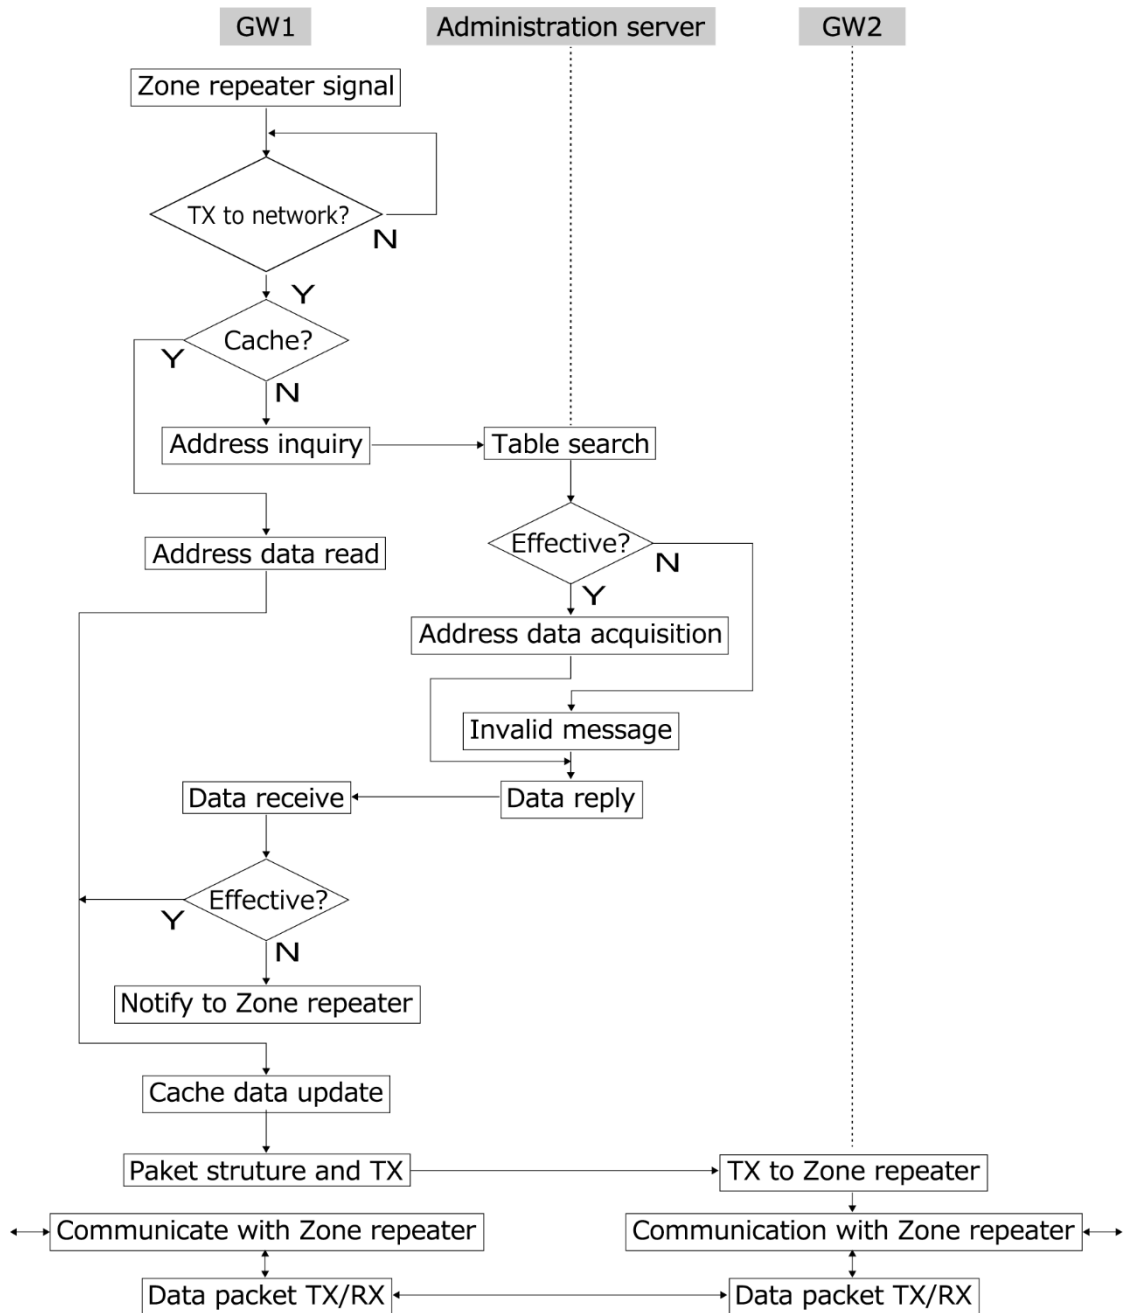 GW1 Administration server GW2
Zone repeater signal
TX to network?
N
Y
Cache?
Y
N
Address inquiry Table search
Effective?
N
Address data read
Y
Address data acquisition
Invalid message
Data receive Data reply
Effective?
Y
N
Notify to Zone repeater
Cache data update
Paket struture and TX TX to Zone repeater
Communicate with Zone repeater Communication with Zone repeater
Data packet TX/RX Data packet TX/RX